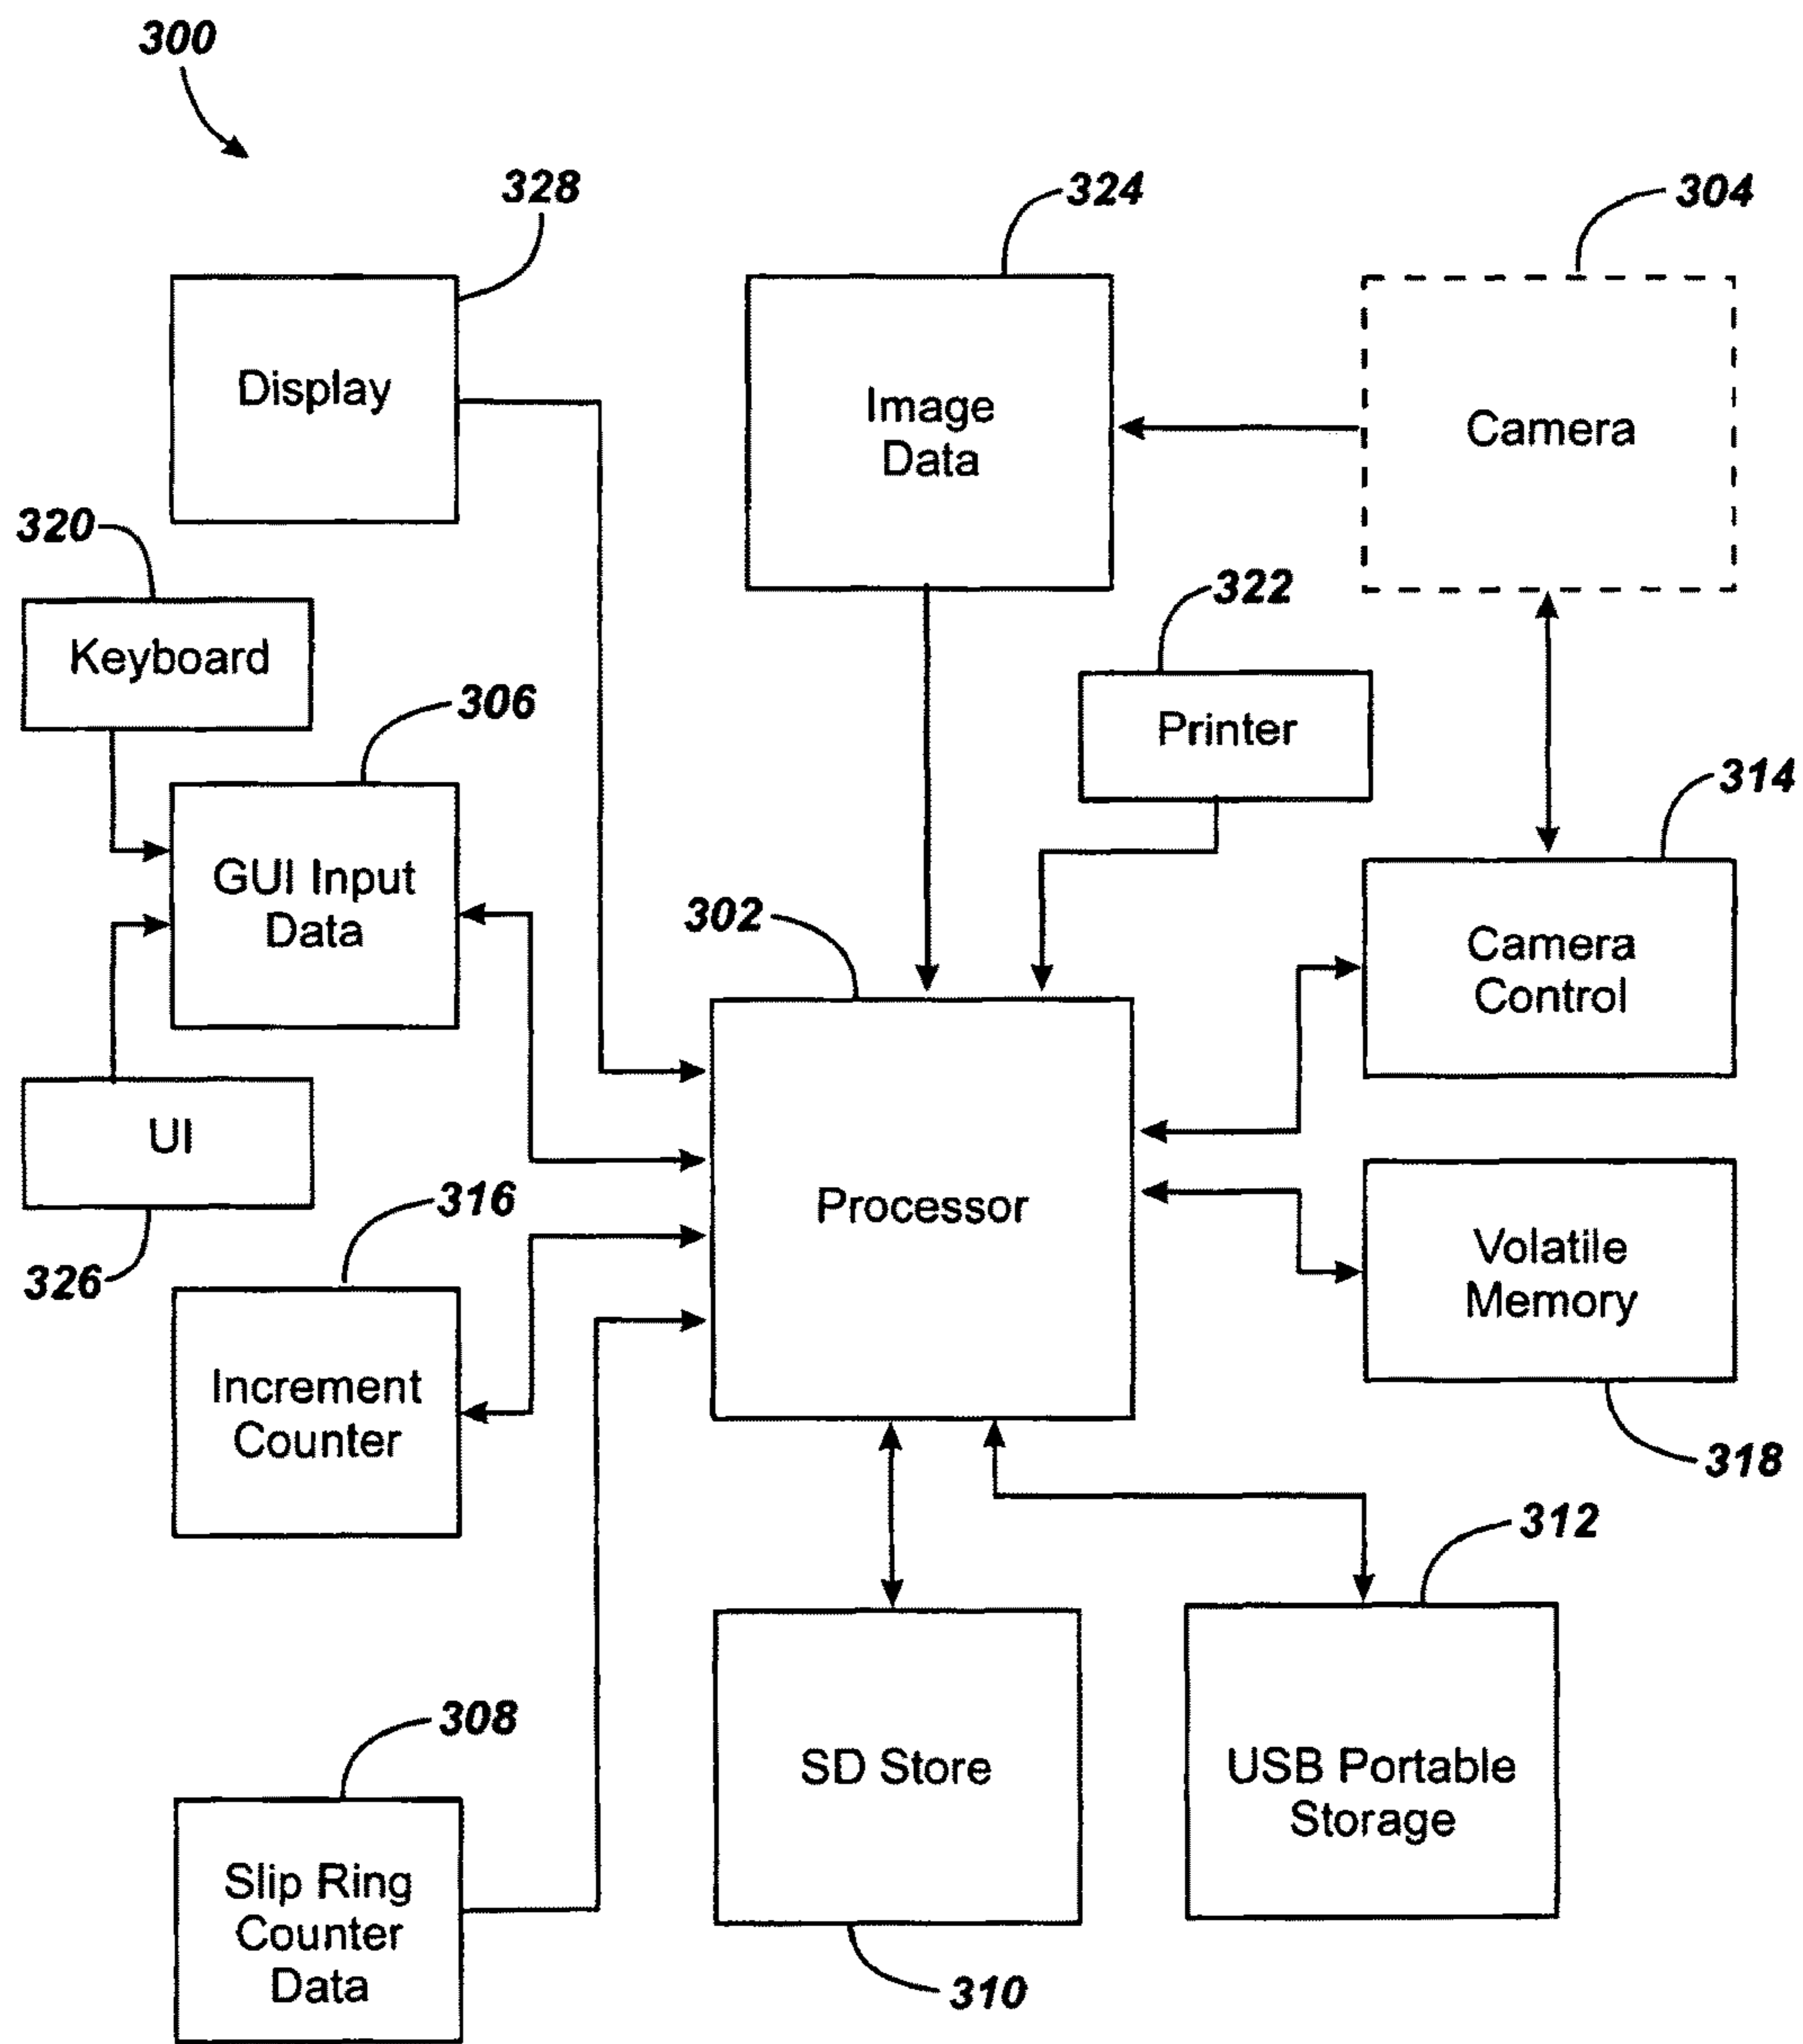 300
328
324
304
Display
Image
Data
Camera
320
Keyboard
322
Printer
306
314
GUI Input
Data
302
Camera
Control
UI
326
316
Processor
Volatile
Memory
318
Increment
Counter
312
308
SD Store
USB Portable
Storage
Slip Ring
Counter
Data
310